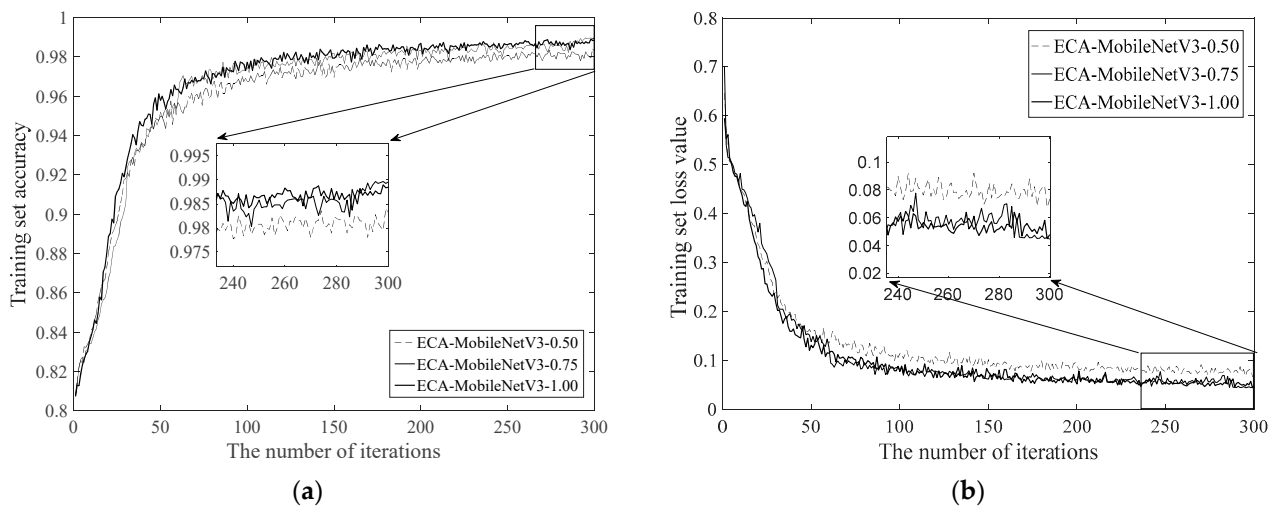 1
0.98
0.96
0.94
0.92
0.9
0.88
0.86
0.84
0.82
0.8
Training set accuracy
0.995
0.99
0.985
0.98
0.975
240 260 280 300
ECA-MobileNetV3-0.50
ECA-MobileNetV3-0.75
ECA-MobileNetV3-1.00
0 50 100 150 200 250 300
The number of iterations
(a)
0.8
0.7
0.6
0.5
0.4
0.3
0.2
0.1
0
Training set loss value
ECA-MobileNetV3-0.50
ECA-MobileNetV3-0.75
ECA-MobileNetV3-1.00
0.1
0.08
0.06
0.04
0.02
240 260 280 300
0 50 100 150 200 250 300
The number of iterations
(b)